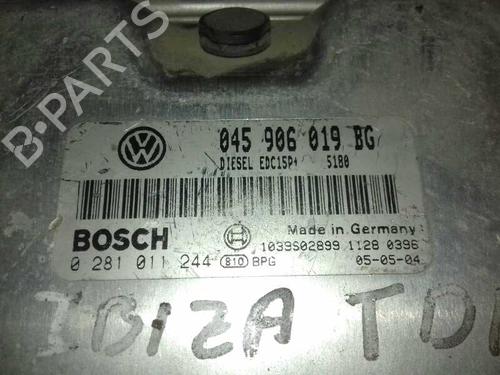 B-PARTS
VW
045 906 019 BG
DIESEL EDC15P+ 5180
Made in Germany
BOSCH
1039S02899 1128 0396
0 281 011 244 810 BPG 05-05-04
IBIZA TDI